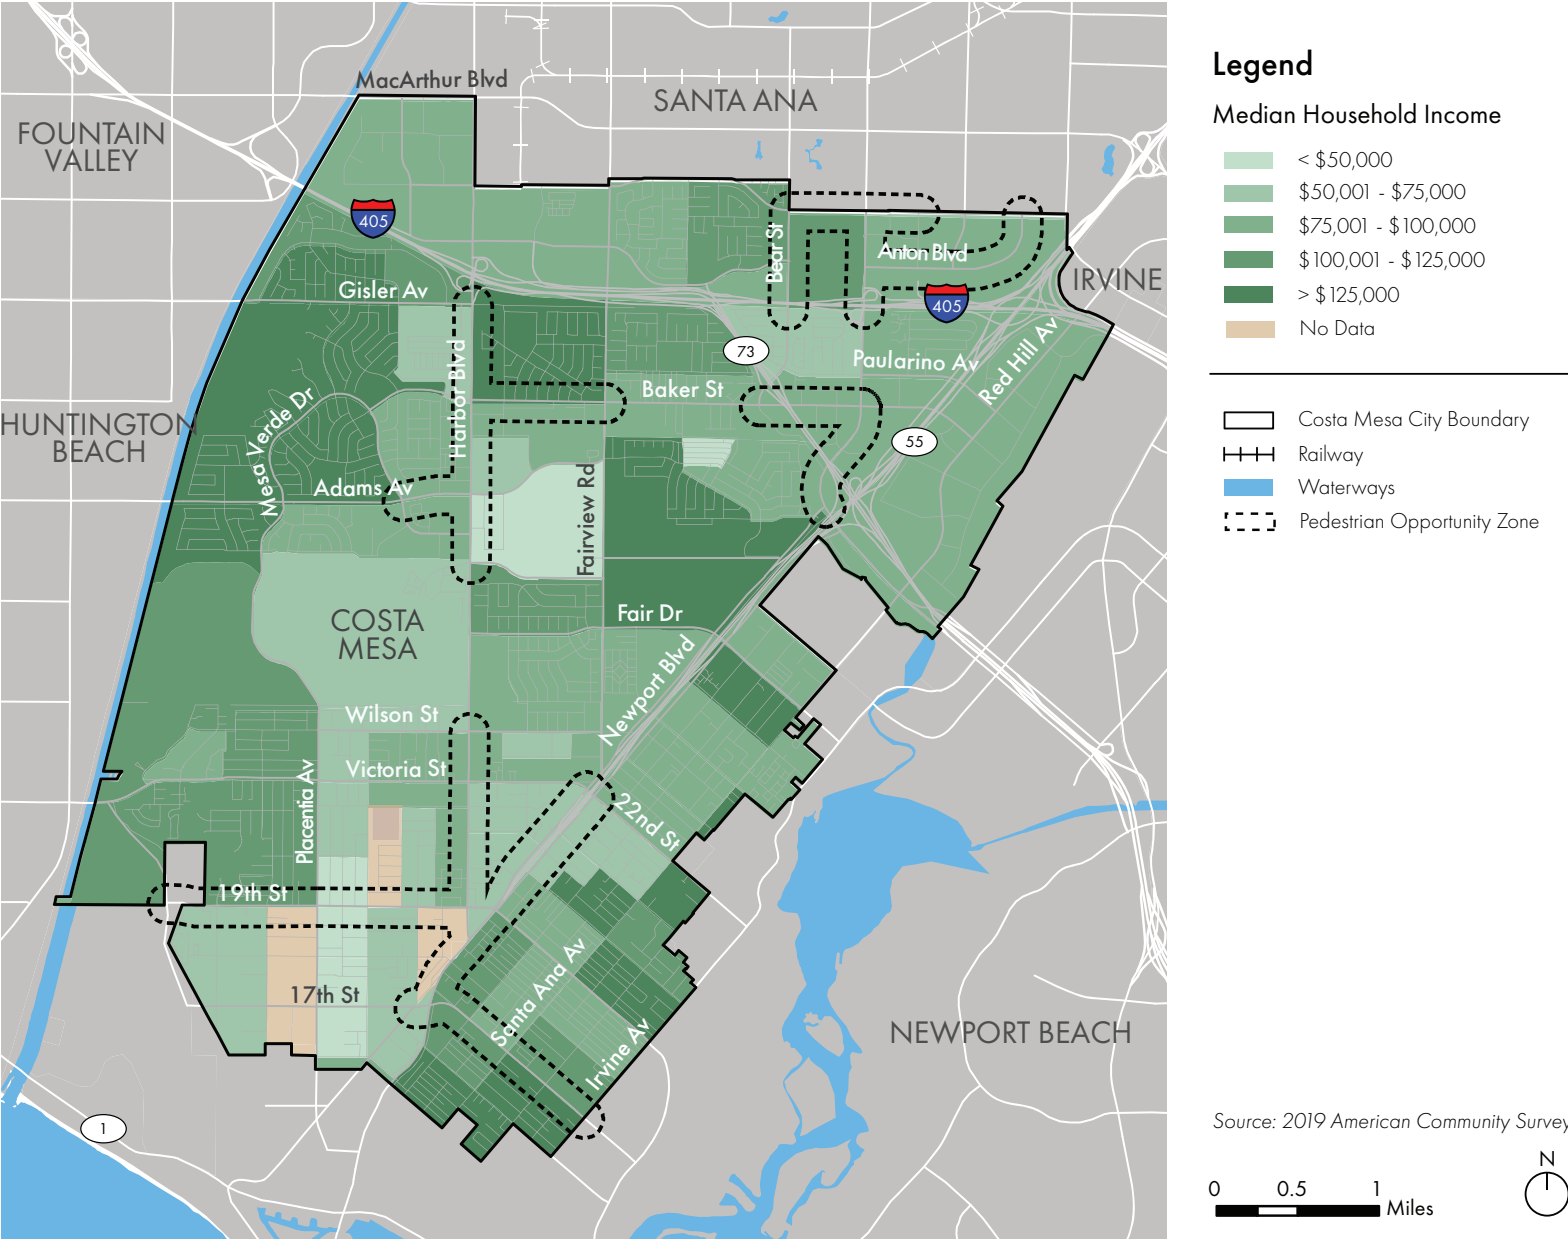 MacArthur Blvd
SANTA ANA
FOUNTAIN
VALLEY
405
Bear St
Anton Blvd
IRVINE
Gisler Av
405
73
Paularino Av
Red Hill Av
Harbor Blvd
Baker St
HUNTINGTON
BEACH
Mesa Verde Dr
55
Adams Av
Fairview Rd
COSTA
MESA
Fair Dr
Newport Blvd
Wilson St
Victoria St
Placentia Av
22nd St
19th St
Santa Ana Av
17th St
Irvine Av
NEWPORT BEACH
1
Legend
Median Household Income
< $50,000
$50,001 - $75,000
$75,001 - $100,000
$100,001 - $125,000
> $125,000
No Data
Costa Mesa City Boundary
Railway
Waterways
Pedestrian Opportunity Zone
Source: 2019 American Community Survey
N
0 0.5 1
Miles